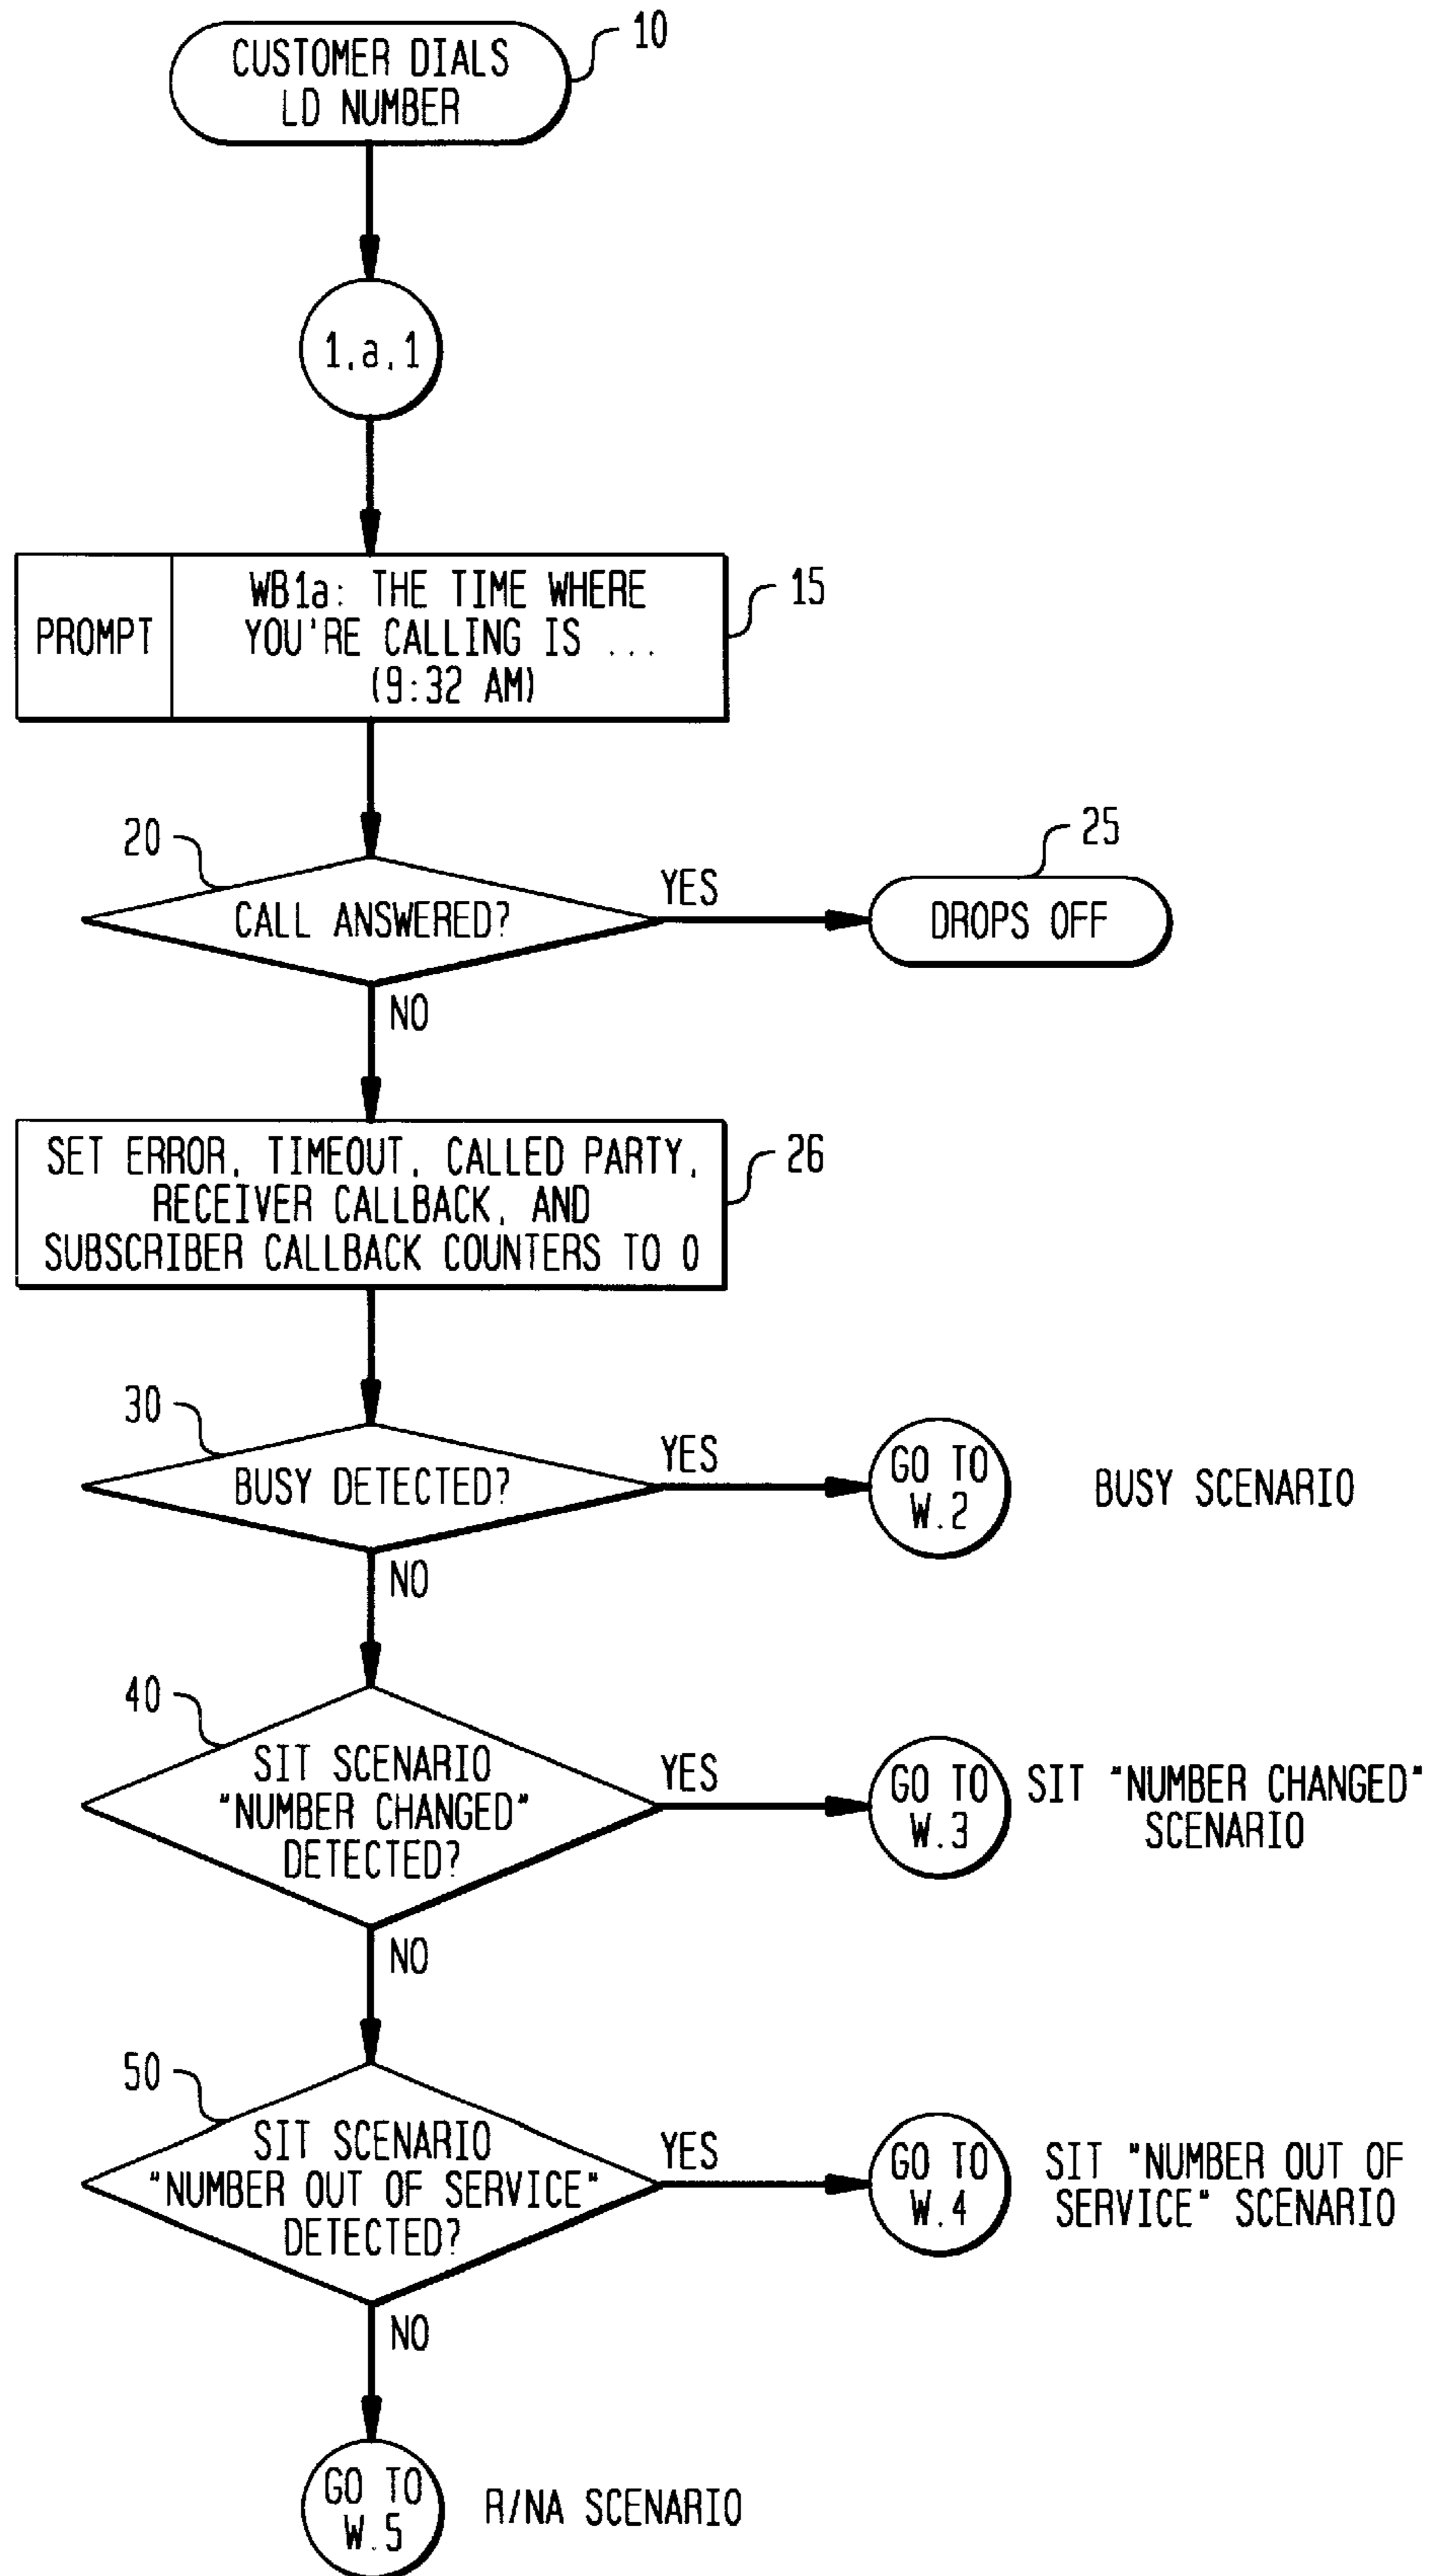 10
CUSTOMER DIALS
LD NUMBER
1.a.1
15
PROMPT
WB1a: THE TIME WHERE
YOU'RE CALLING IS ...
(9:32 AM)
20
CALL ANSWERED?
YES
25
DROPS OFF
NO
26
SET ERROR, TIMEOUT, CALLED PARTY,
RECEIVER CALLBACK, AND
SUBSCRIBER CALLBACK COUNTERS TO 0
30
BUSY DETECTED?
YES
GO TO
W.2
BUSY SCENARIO
NO
40
SIT SCENARIO
"NUMBER CHANGED"
DETECTED?
YES
GO TO
W.3
SIT "NUMBER CHANGED"
SCENARIO
NO
50
SIT SCENARIO
"NUMBER OUT OF SERVICE"
DETECTED?
YES
GO TO
W.4
SIT "NUMBER OUT OF
SERVICE" SCENARIO
NO
GO TO
W.5
R/NA SCENARIO